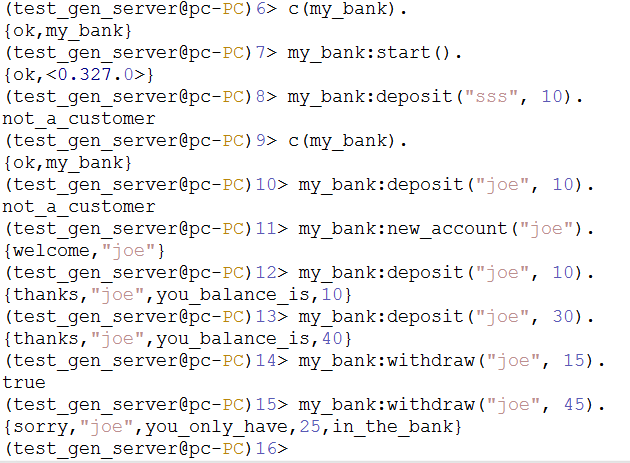 (test_gen_server@pc-PC)6> c(my_bank).
{ok,my_bank}
(test_gen_server@pc-PC)7> my_bank:start().
{ok,<0.327.0>}
(test_gen_server@pc-PC)8> my_bank:deposit("sss", 10).
not_a_customer
(test_gen_server@pc-PC)9> c(my_bank).
{ok,my_bank}
(test_gen_server@pc-PC)10> my_bank:deposit("joe", 10).
not_a_customer
(test_gen_server@pc-PC)11> my_bank:new_account("joe").
{welcome,"joe"}
(test_gen_server@pc-PC)12> my_bank:deposit("joe", 10).
{thanks,"joe",you_balance_is,10}
(test_gen_server@pc-PC)13> my_bank:deposit("joe", 30).
{thanks,"joe",you_balance_is,40}
(test_gen_server@pc-PC)14> my_bank:withdraw("joe", 15).
true
(test_gen_server@pc-PC)15> my_bank:withdraw("joe", 45).
{sorry,"joe",you_only_have,25,in_the_bank}
(test_gen_server@pc-PC)16>